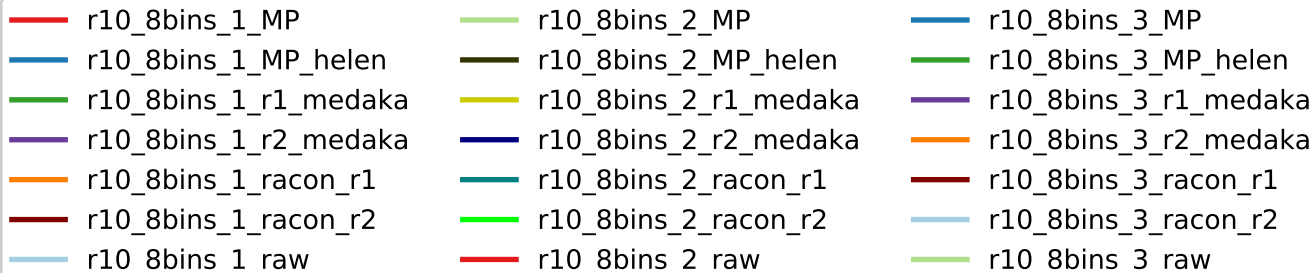 r10_8bins_1_MP
r10_8bins_1_MP_helen
r10_8bins_1_r1_medaka
r10_8bins_1_r2_medaka
r10_8bins_1_racon_r1
r10_8bins_1_racon_r2
r10_8bins_1_raw
r10_8bins_2_MP
r10_8bins_2_MP_helen
r10_8bins_2_r1_medaka
r10_8bins_2_r2_medaka
r10_8bins_2_racon_r1
r10_8bins_2_racon_r2
r10_8bins_2_raw
r10_8bins_3_MP
r10_8bins_3_MP_helen
r10_8bins_3_r1_medaka
r10_8bins_3_r2_medaka
r10_8bins_3_racon_r1
r10_8bins_3_racon_r2
r10_8bins_3_raw